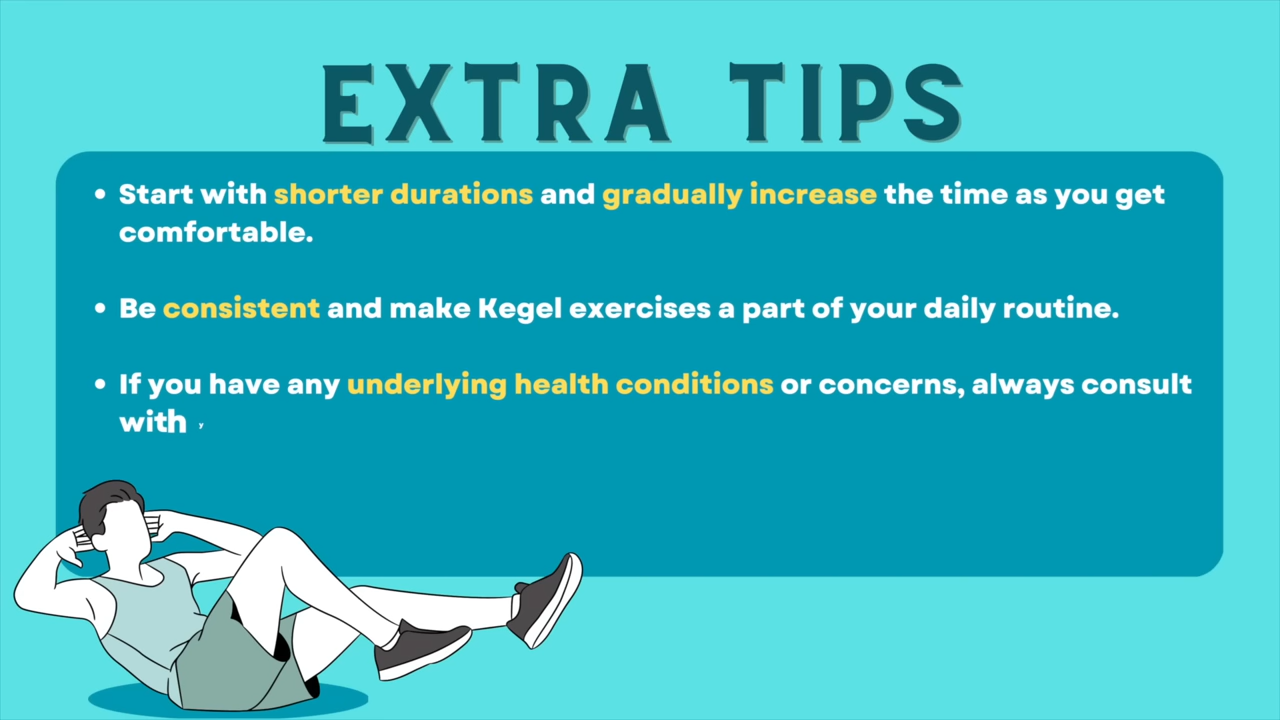 EXTRA TIPS
• Start with shorter durations and gradually increase the time as you get
comfortable.
• Be consistent and make Kegel exercises a part of your daily routine.
• If you have any underlying health conditions or concerns, always consult
with y